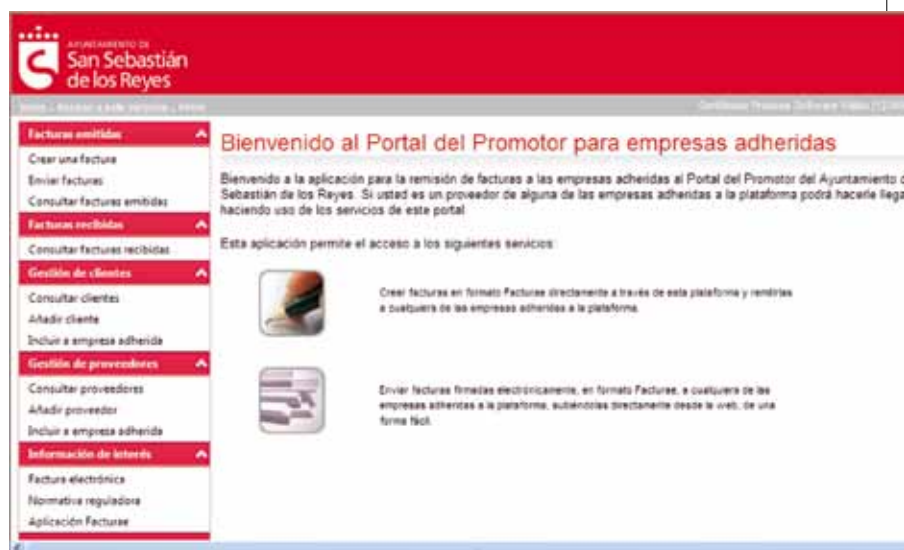 AYUNTAMIENTO DE
San Sebastián
de los Reyes
Facturas emitidas
Crear una factura
Enviar facturas
Consultar facturas emitidas
Facturas recibidas
Consultar facturas recibidas
Gestión de clientes
Consultar clientes
Añadir cliente
Incluir a empresa adherida
Gestión de proveedores
Consultar proveedores
Añadir proveedor
Incluir a empresa adherida
Información de interés
Factura electrónica
Normativa reguladora
Aplicación Facturae
Bienvenido al Portal del Promotor para empresas adheridas
Bienvenido a la aplicación para la remisión de facturas a las empresas adheridas al Portal del Promotor del Ayuntamiento
Sebastián de los Reyes. Si usted es un proveedor de alguna de las empresas adheridas a la plataforma podrá hacerle llega
haciendo uso de los servicios de este portal
Esta aplicación permite el acceso a los siguientes servicios:
Crear facturas en formato Facturae directamente a través de esta plataforma y remitirlas
a cualquiera de las empresas adheridas a la plataforma.
Enviar facturas firmadas electrónicamente, en formato Facturae, a cualquiera de las
empresas adheridas a la plataforma, subiéndolas directamente desde la web, de una
forma fácil.